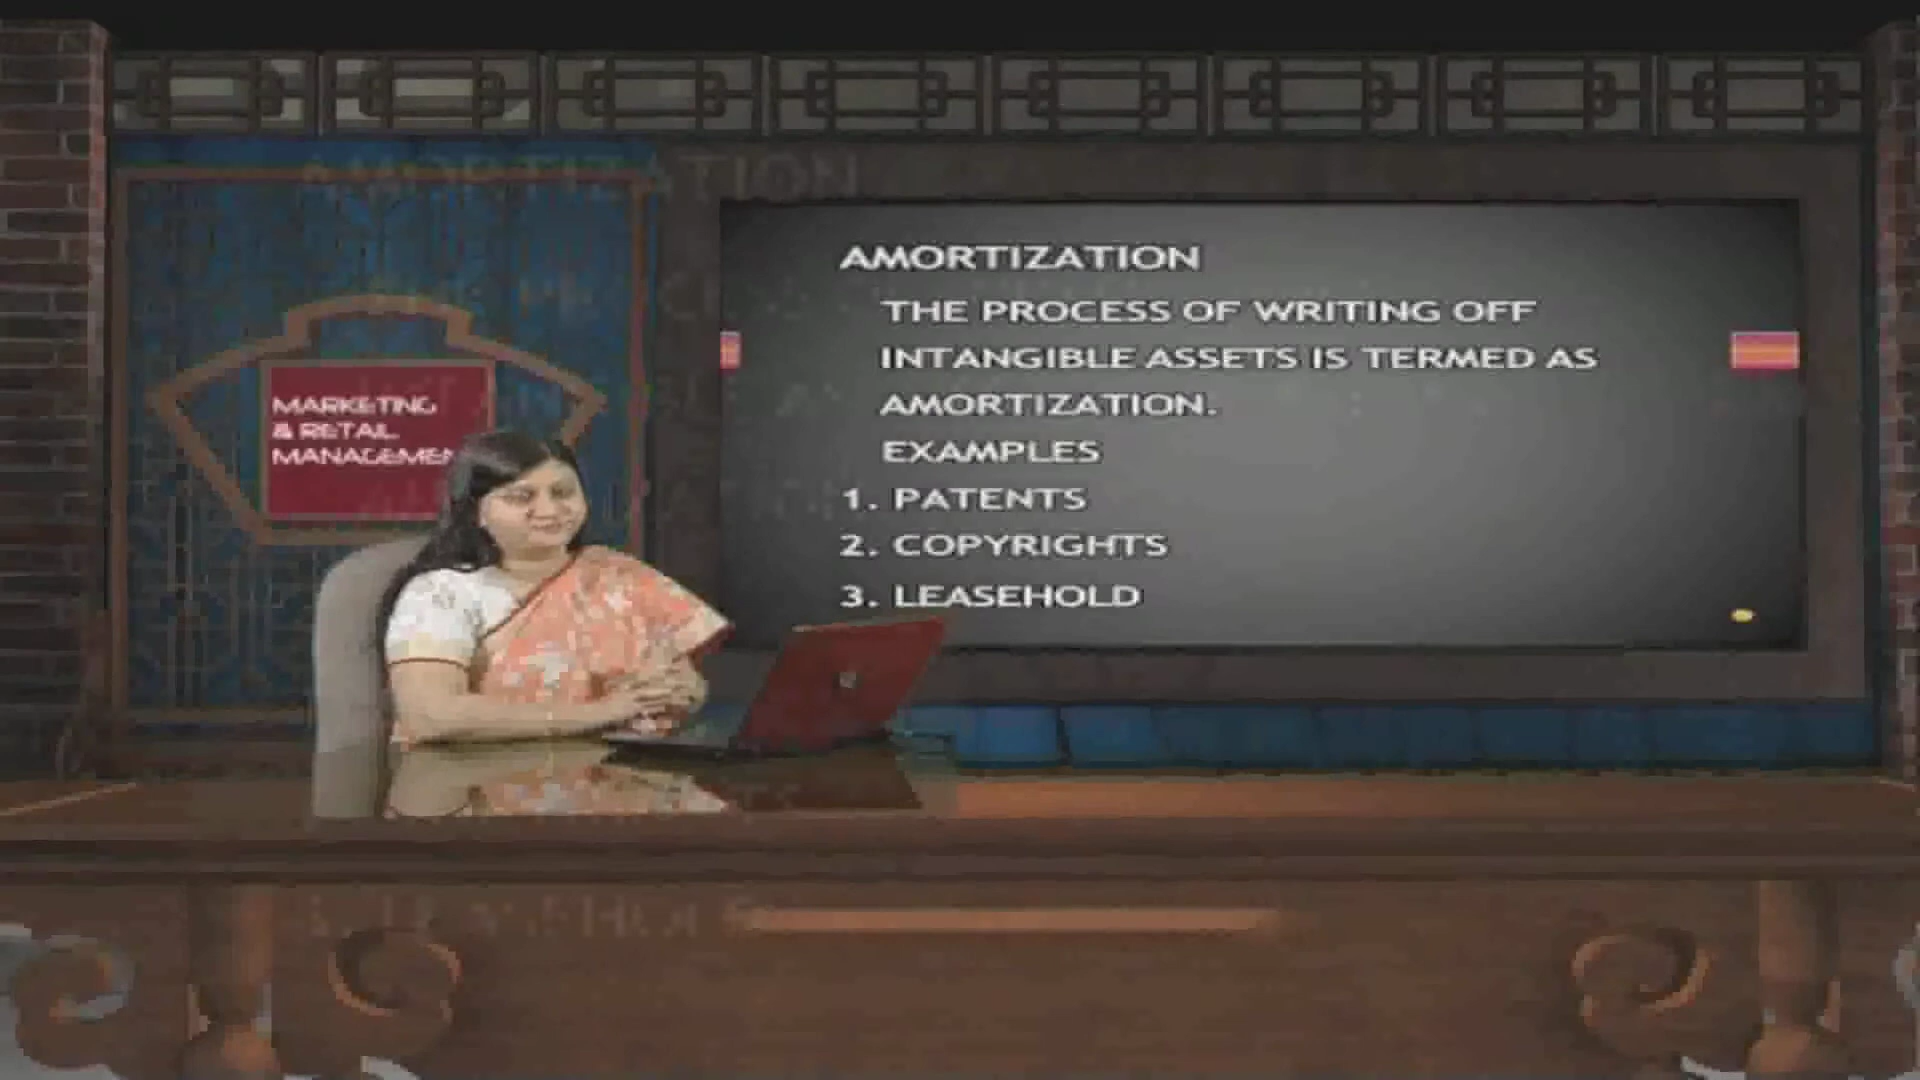 AMORTIZATION
THE PROCESS OF WRITING OFF
INTANGIBLE ASSETS IS TERMED AS
AMORTIZATION.
EXAMPLES
1. PATENTS
2. COPYRIGHTS
3. LEASEHOLD
MARKETING
& RETAIL
MANAGEMEN